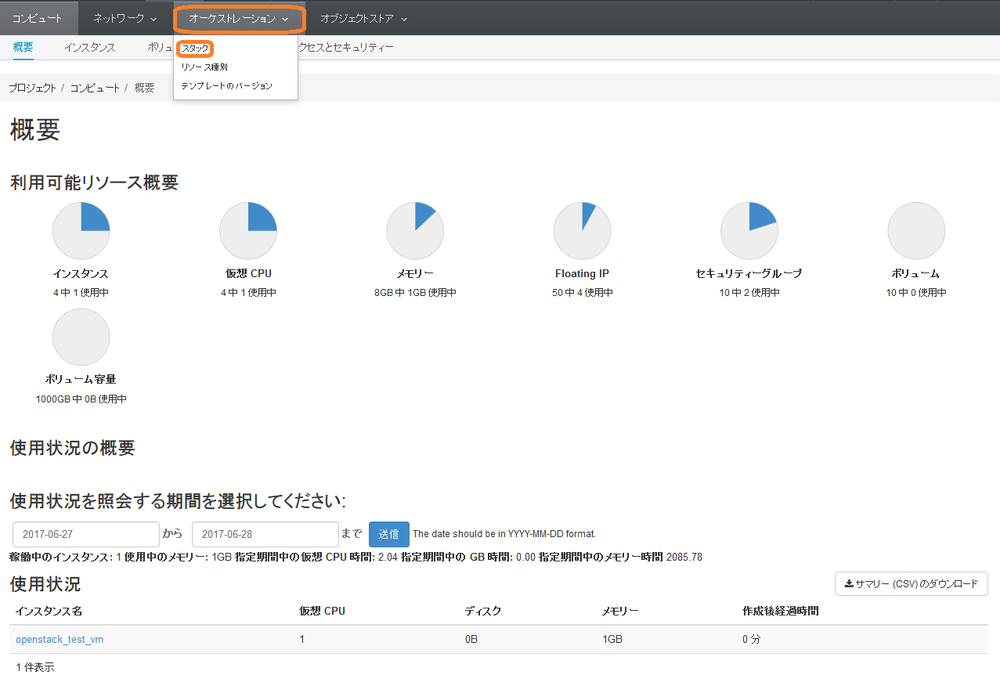 コンピュート ネットワーク オーケストレーション オブジェクトストア
概要 インスタンス ボリュ クセスとセキュリティー
スタック
リソース種別
テンプレートのバージョン
プロジェクト / コンピュート / 概要
概要
利用可能リソース概要
インスタンス 仮想 CPU メモリー Floating IP セキュリティーグループ ボリューム
4 中 1 使用中 4 中 1 使用中 8GB 中 1GB 使用中 50 中 4 使用中 10 中 2 使用中 10 中 0 使用中
ボリューム容量
1000GB 中 0B 使用中
使用状況の概要
使用状況を照会する期間を選択してください:
2017-06-27 から 2017-06-28 まで 送信 The date should be in YYYY-MM-DD format.
稼働中のインスタンス: 1 使用中のメモリー: 1GB 指定期間中の仮想 CPU 時間: 2.04 指定期間中の GB 時間: 0.00 指定期間中のメモリー時間 2085.78
使用状況 サマリー (CSV) のダウンロード
インスタンス名 仮想 CPU ディスク メモリー 作成後経過時間
openstack_test_vm 1 0B 1GB 0 分
1 件表示